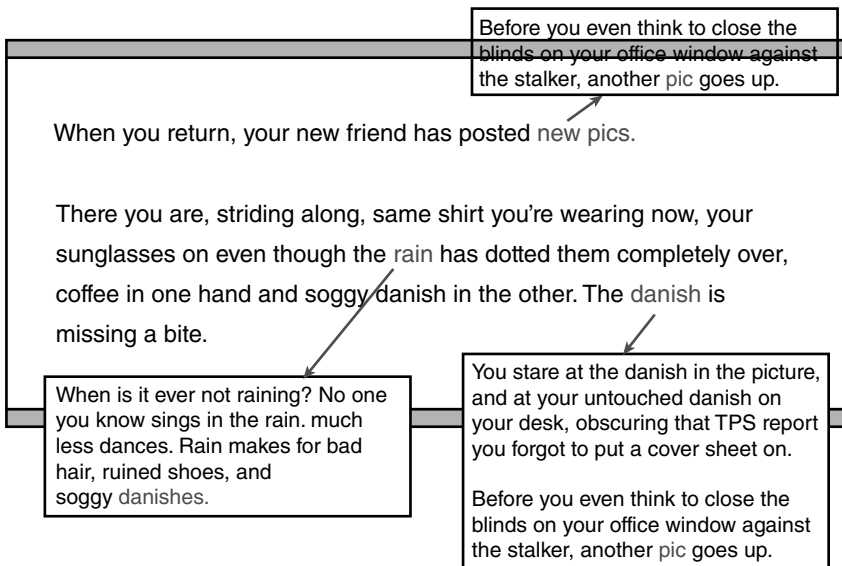 Before you even think to close the
blinds on your office window against
the stalker, another pic goes up.
When you return, your new friend has posted new pics.
There you are, striding along, same shirt you're wearing now, your
sunglasses on even though the rain has dotted them completely over,
coffee in one hand and soggy danish in the other. The danish is
missing a bite.
When is it ever not raining? No one
you know sings in the rain. much
less dances. Rain makes for bad
hair, ruined shoes, and
soggy danishes.
You stare at the danish in the picture,
and at your untouched danish on
your desk, obscuring that TPS report
you forgot to put a cover sheet on.
Before you even think to close the
blinds on your office window against
the stalker, another pic goes up.